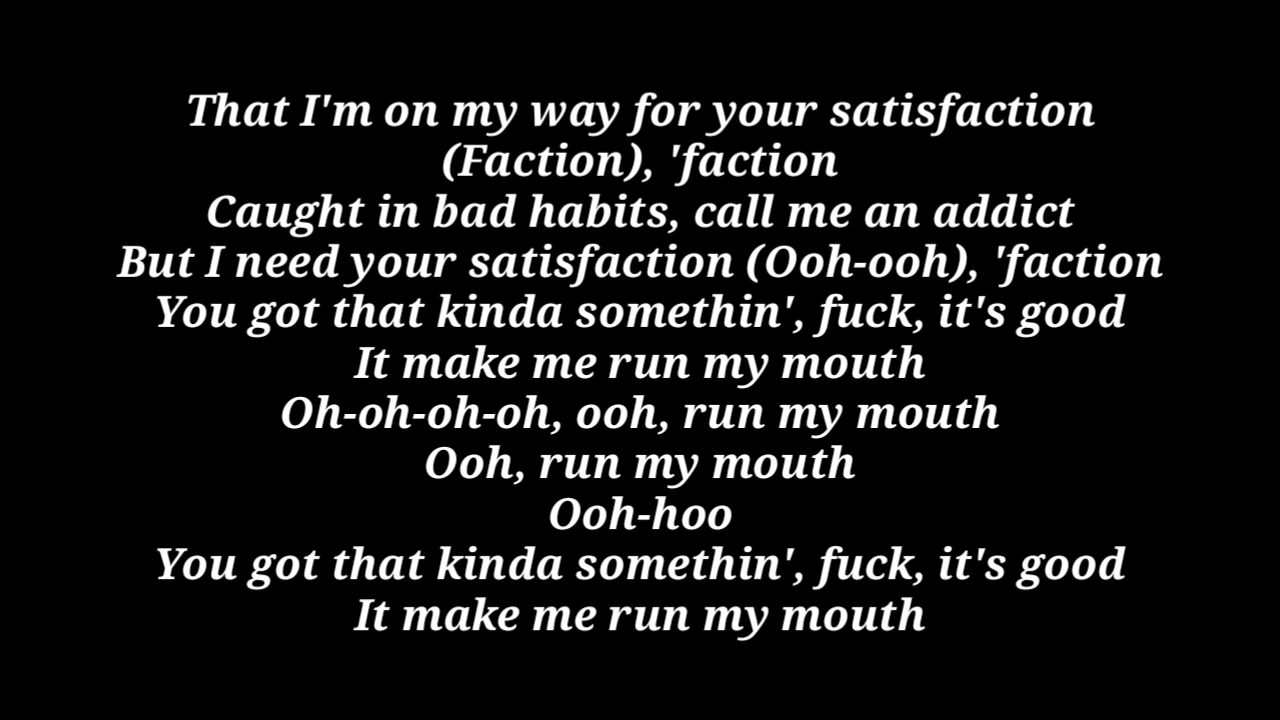 That I'm on my way for your satisfaction
(Faction), 'faction
Caught in bad habits, call me an addict
But I need your satisfaction (Ooh-ooh), 'faction
You got that kinda somethin', fuck, it's good
It make me run my mouth
Oh-oh-oh-oh, ooh, run my mouth
Ooh, run my mouth
Ooh-hoo
You got that kinda somethin', fuck, it's good
It make me run my mouth